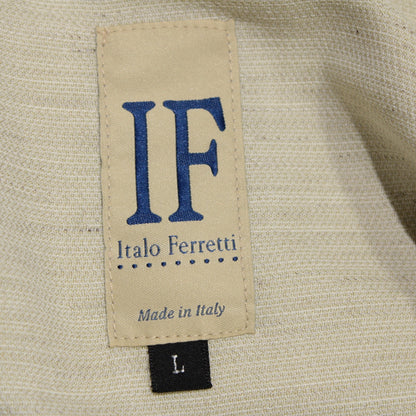 IF
Italo Ferretti
Made in Italy
L